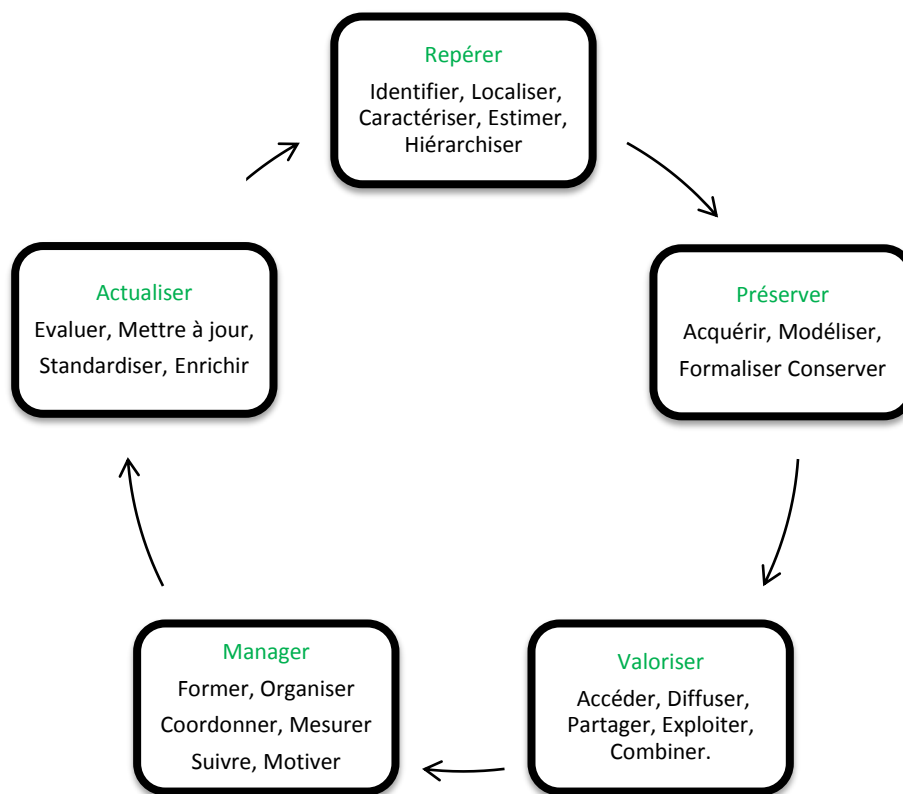 Repérer
Identifier, Localiser,
Caractériser, Estimer,
Hiérarchiser
Actualiser
Evaluer, Mettre à jour,
Standardiser, Enrichir
Préserver
Acquérir, Modéliser,
Formaliser Conserver
Manager
Former, Organiser
Coordonner, Mesurer
Suivre, Motiver
Valoriser
Accéder, Diffuser,
Partager, Exploiter,
Combiner.